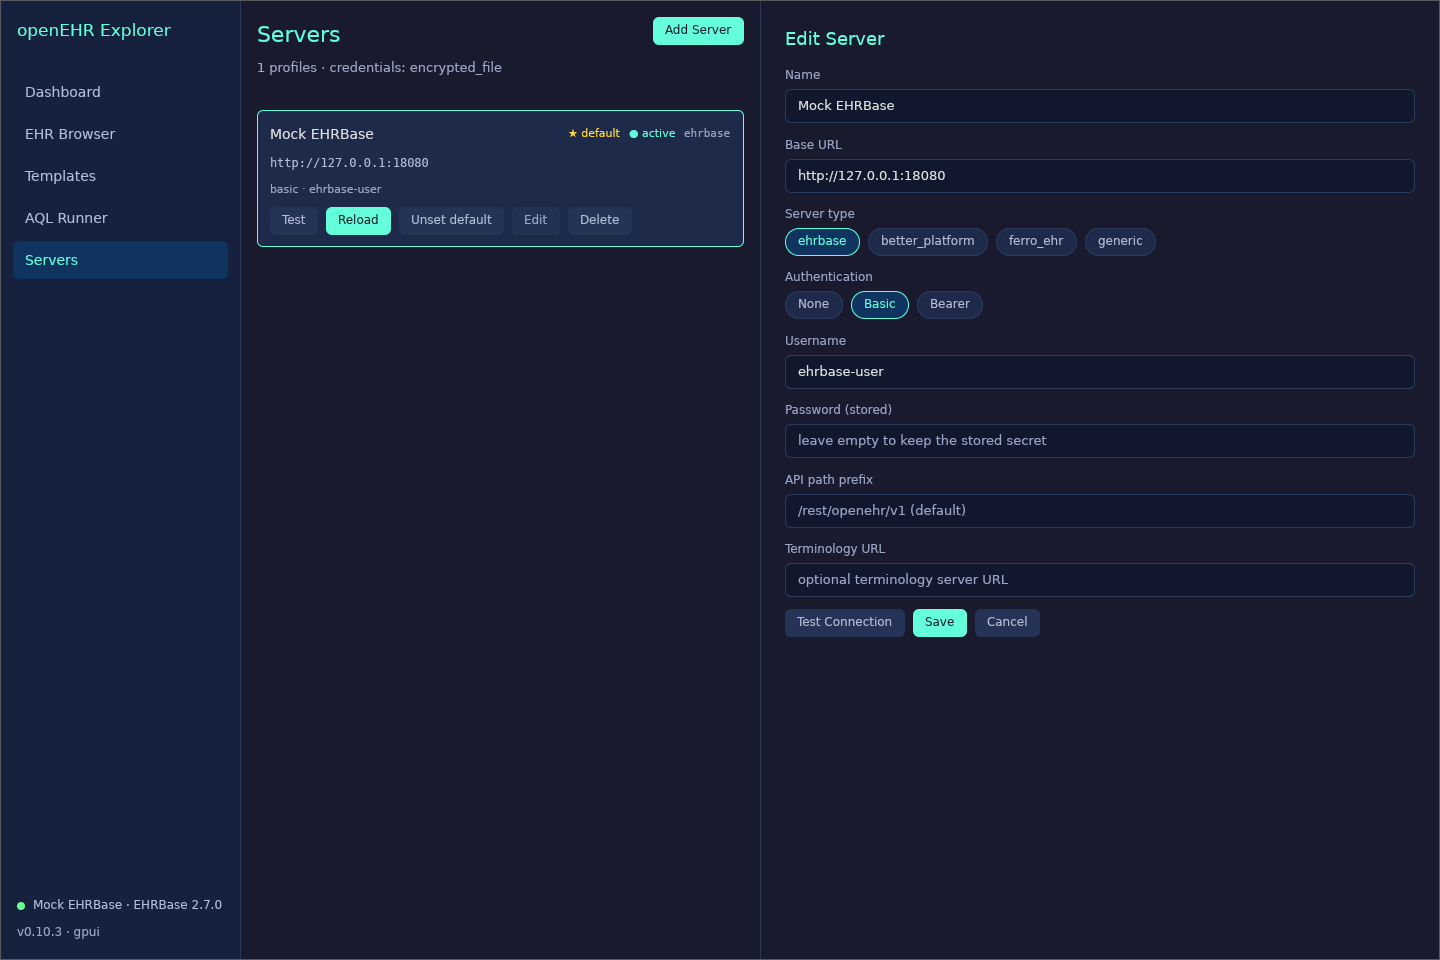 openEHR Explorer
Dashboard
EHR Browser
Templates
AQL Runner
Servers
Mock EHRBase · EHRBase 2.7.0
v0.10.3 · gpui
Servers
Add Server
1 profiles · credentials: encrypted_file
Mock EHRBase ★ default ● active ehrbase
http://127.0.0.1:18080
basic · ehrbase-user
Test Reload Unset default Edit Delete
Edit Server
Name
Mock EHRBase
Base URL
http://127.0.0.1:18080
Server type
ehrbase better_platform ferro_ehr generic
Authentication
None Basic Bearer
Username
ehrbase-user
Password (stored)
leave empty to keep the stored secret
API path prefix
/rest/openehr/v1 (default)
Terminology URL
optional terminology server URL
Test Connection Save Cancel